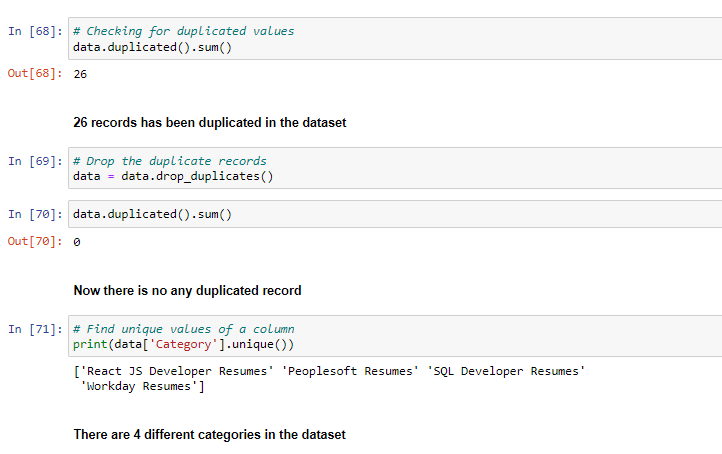 In [68]: # Checking for duplicated values
data.duplicated().sum()
Out[68]: 26
26 records has been duplicated in the dataset
In [69]: # Drop the duplicate records
data = data.drop_duplicates()
In [70]: data.duplicated().sum()
Out[70]: 0
Now there is no any duplicated record
In [71]: # Find unique values of a column
print(data['Category'].unique())
['React JS Developer Resumes' 'Peoplesoft Resumes' 'SQL Developer Resumes'
'Workday Resumes']
There are 4 different categories in the dataset